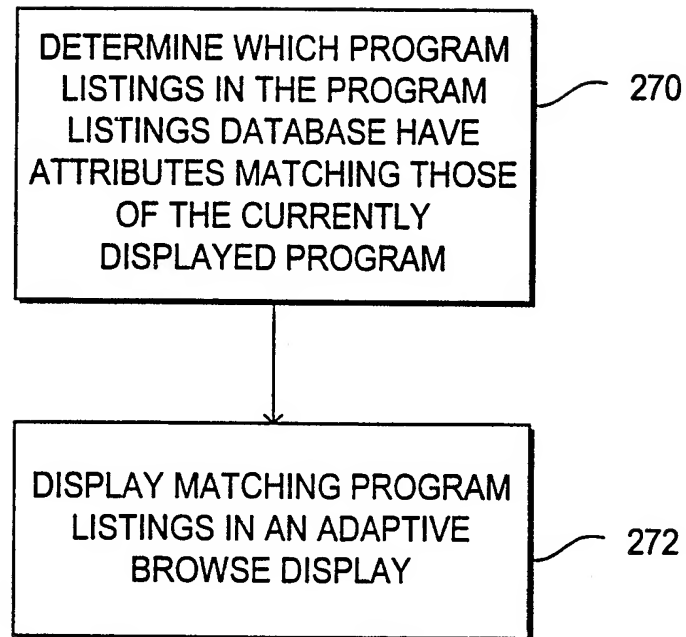 DETERMINE WHICH PROGRAM
LISTINGS IN THE PROGRAM
LISTINGS DATABASE HAVE
ATTRIBUTES MATCHING THOSE
OF THE CURRENTLY
DISPLAYED PROGRAM
270
DISPLAY MATCHING PROGRAM
LISTINGS IN AN ADAPTIVE
BROWSE DISPLAY
272